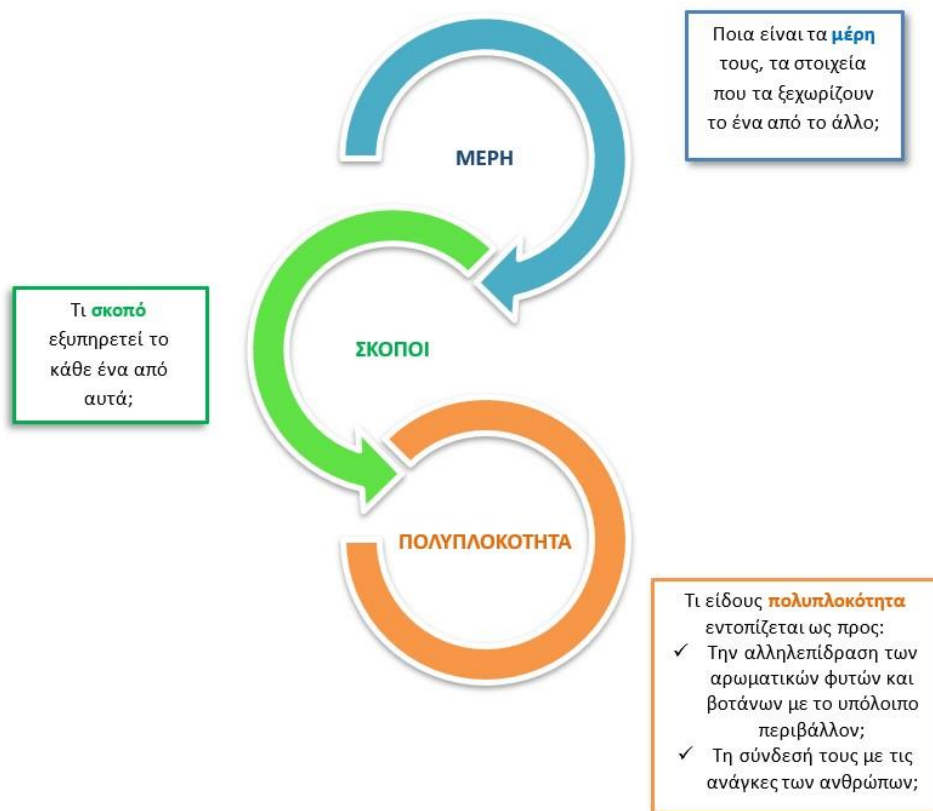 Ποια είναι τα μέρη
τους, τα στοιχεία
που τα ξεχωρίζουν
το ένα από το άλλο;
ΜΕΡΗ
Τι σκοπό
εξυπηρετεί το
κάθε ένα από
αυτά;
ΣΚΟΠΟΙ
ΠΟΛΥΠΛΟΚΟΤΗΤΑ
Τι είδους πολυπλοκότητα
εντοπίζεται ως προς:
✓ Την αλληλεπίδραση των
αρωματικών φυτών και
βοτάνων με το υπόλοιπο
περιβάλλον;
✓ Τη σύνδεσή τους με τις
ανάγκες των ανθρώπων;